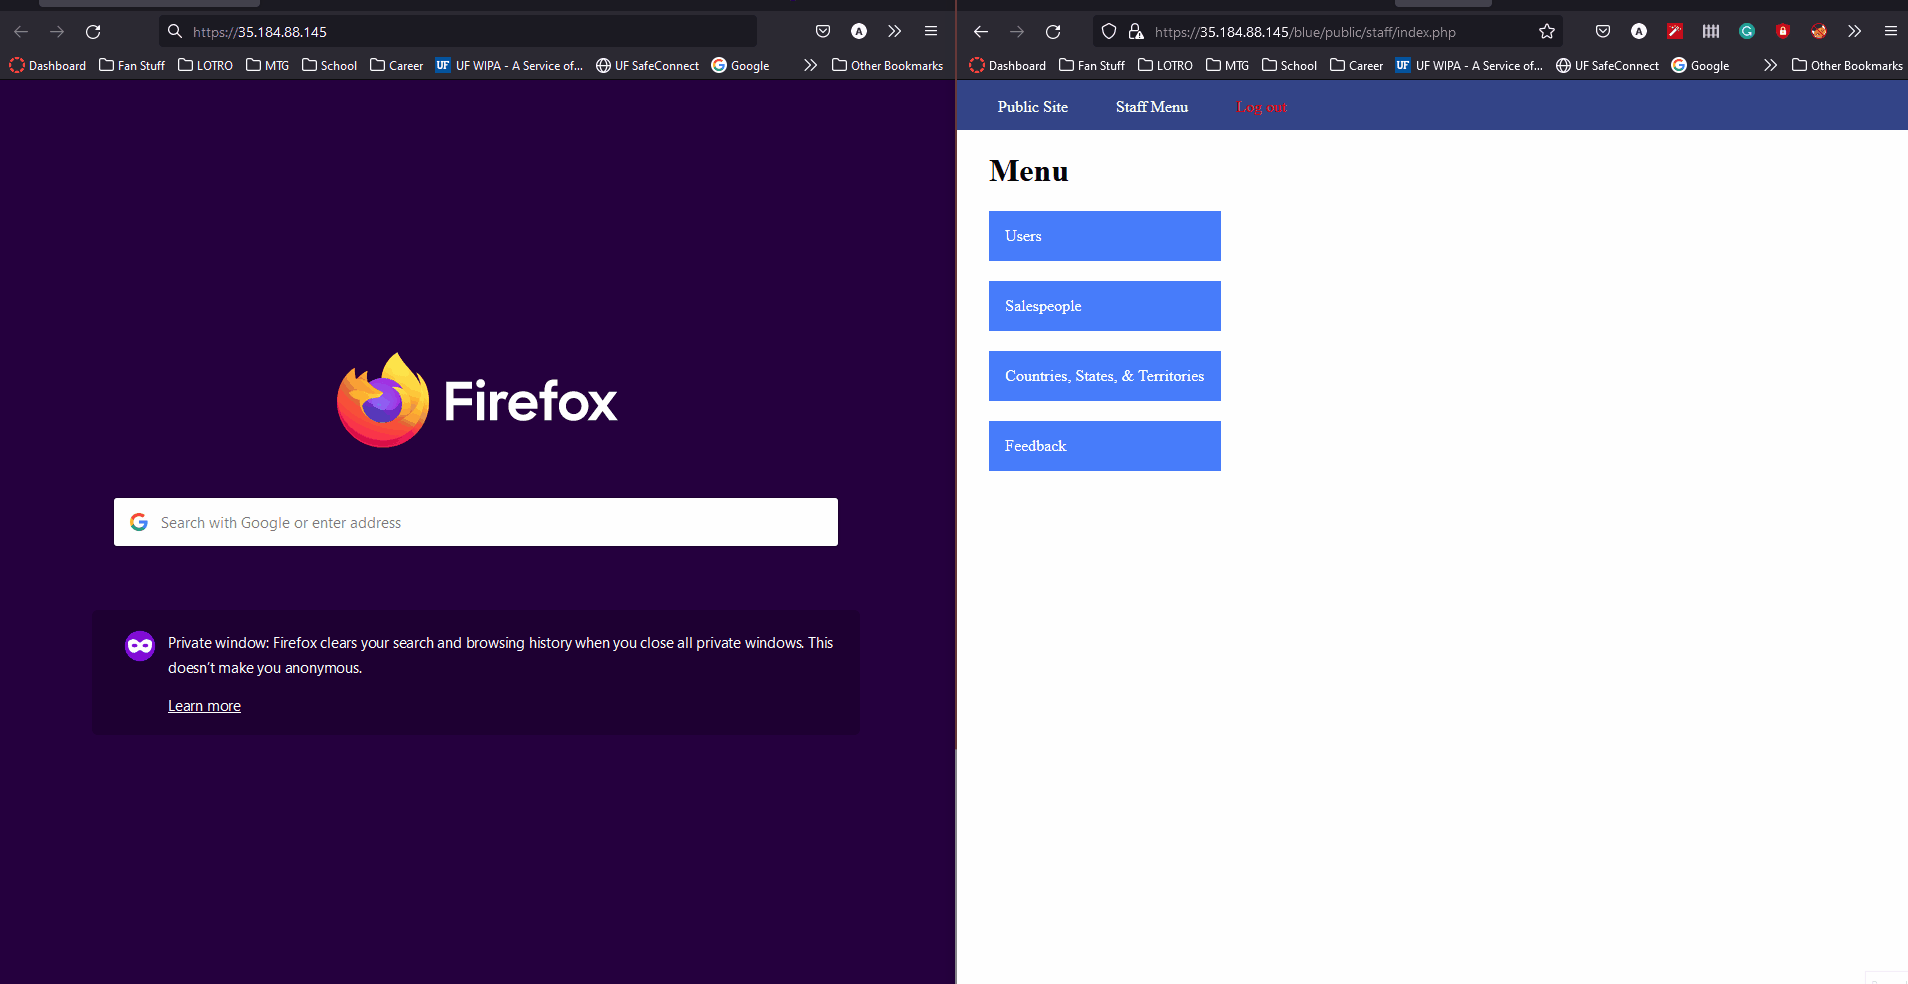 https://35.184.88.145
Dashboard Fan Stuff LOTRO MTG School Career UF UF WIPA - A Service of... UF SafeConnect Google Other Bookmarks
Firefox
Search with Google or enter address
Private window: Firefox clears your search and browsing history when you close all private windows. This
doesn't make you anonymous.
Learn more
https://35.184.88.145/blue/public/staff/index.php
Dashboard Fan Stuff LOTRO MTG School Career UF UF WIPA - A Service of... UF SafeConnect Google Other Bookmarks
Public Site Staff Menu Log out
Menu
Users
Salespeople
Countries, States, & Territories
Feedback